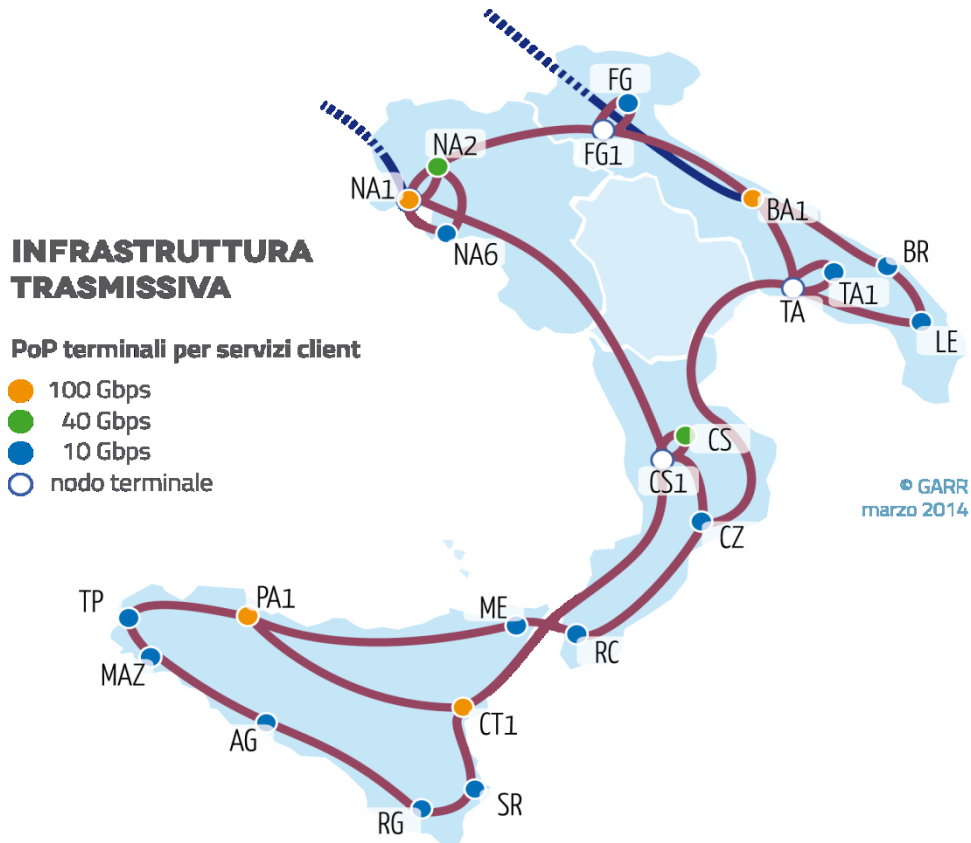 FG
NA2
FG1
NA1
BA1
NA6
BR
INFRASTRUTTURA
TRASMISSIVA
TA1
TA
LE
PoP terminali per servizi client
100 Gbps
40 Gbps
10 Gbps
nodo terminale
CS
CS1
© GARR
marzo 2014
CZ
TP
PA1
ME
RC
MAZ
CT1
AG
SR
RG